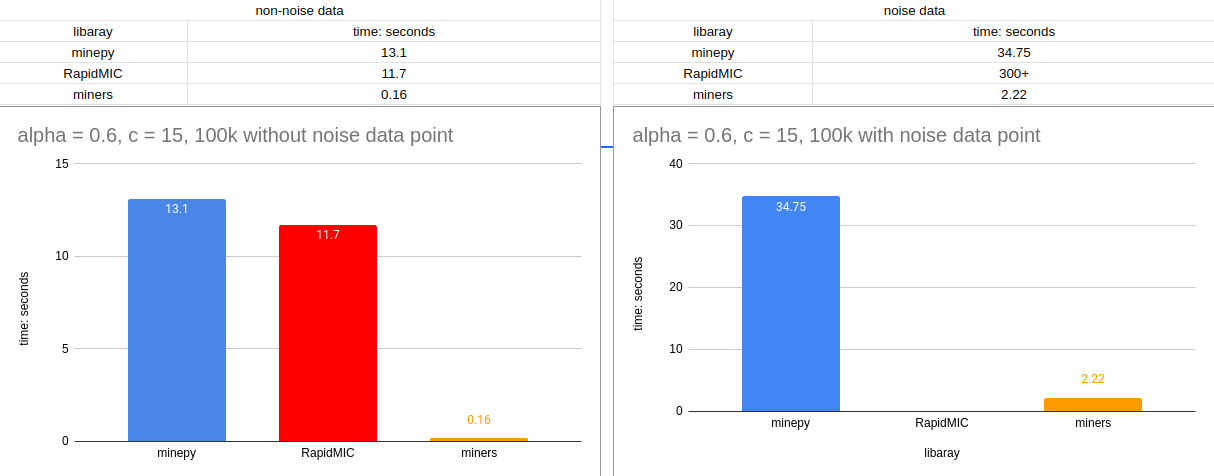 non-noise data
libaray time: seconds
minepy 13.1
RapidMIC 11.7
miners 0.16
noise data
libaray time: seconds
minepy 34.75
RapidMIC 300+
miners 2.22
alpha = 0.6, c = 15, 100k without noise data point
15
10
5
0
time: seconds
13.1
11.7
0.16
minepy RapidMIC miners
alpha = 0.6, c = 15, 100k with noise data point
40
30
20
10
0
time: seconds
34.75
2.22
minepy RapidMIC miners
libaray